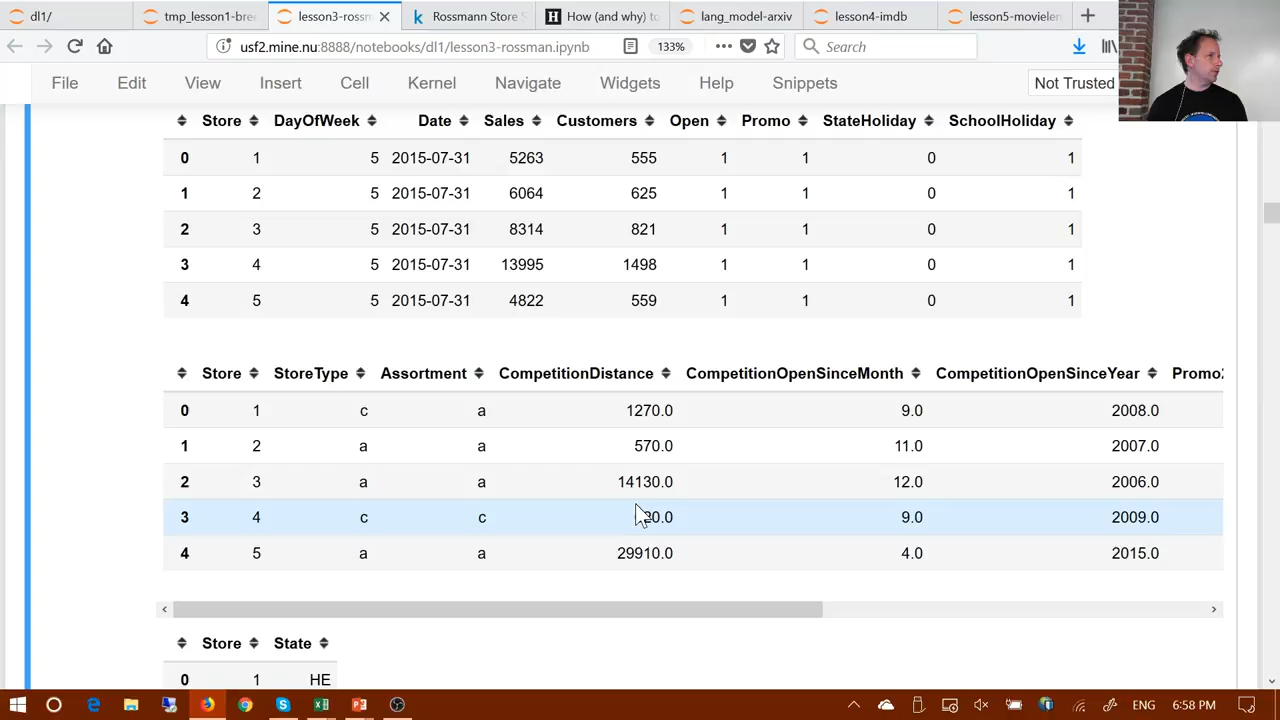 dl1/
tmp_lesson1-bre
lesson3-rossm
Rossmann Store S
How (and why) to
lang_model-arxiv
lesson4-imdb
lesson5-movielen
usf2.mine.nu:8888/notebooks/
/lesson3-rossman.ipynb
133%
Search
File Edit View Insert Cell Kernel Navigate Widgets Help Snippets Not Trusted
Store DayOfWeek Date Sales Customers Open Promo StateHoliday SchoolHoliday
0 1 5 2015-07-31 5263 555 1 1 0 1
1 2 5 2015-07-31 6064 625 1 1 0 1
2 3 5 2015-07-31 8314 821 1 1 0 1
3 4 5 2015-07-31 13995 1498 1 1 0 1
4 5 5 2015-07-31 4822 559 1 1 0 1
Store StoreType Assortment CompetitionDistance CompetitionOpenSinceMonth CompetitionOpenSinceYear Promo2
0 1 c a 1270.0 9.0 2008.0
1 2 a a 570.0 11.0 2007.0
2 3 a a 14130.0 12.0 2006.0
3 4 c c 20.0 9.0 2009.0
4 5 a a 29910.0 4.0 2015.0
Store State
0 1 HE
ENG 6:58 PM